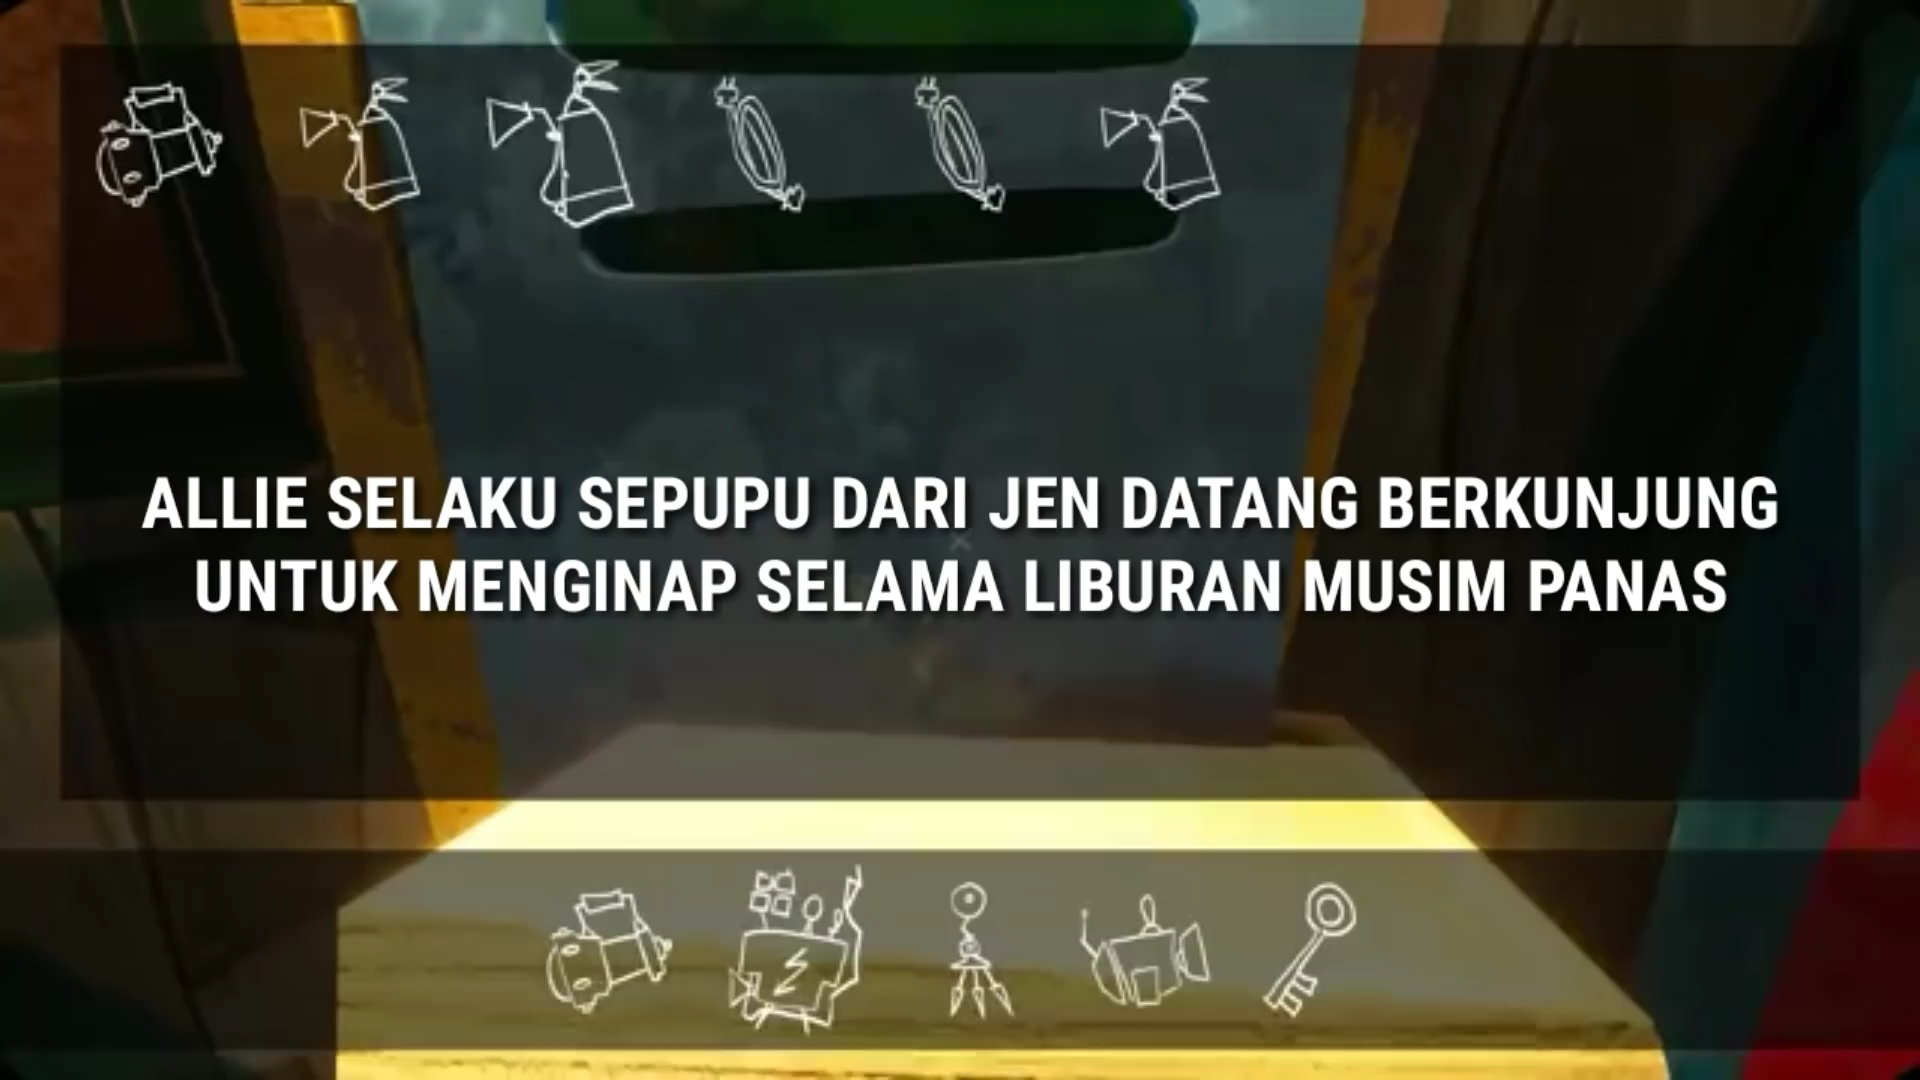 ALLIE SELAKU SEPUPU DARI JEN DATANG BERKUNJUNG
UNTUK MENGINAP SELAMA LIBURAN MUSIM PANAS